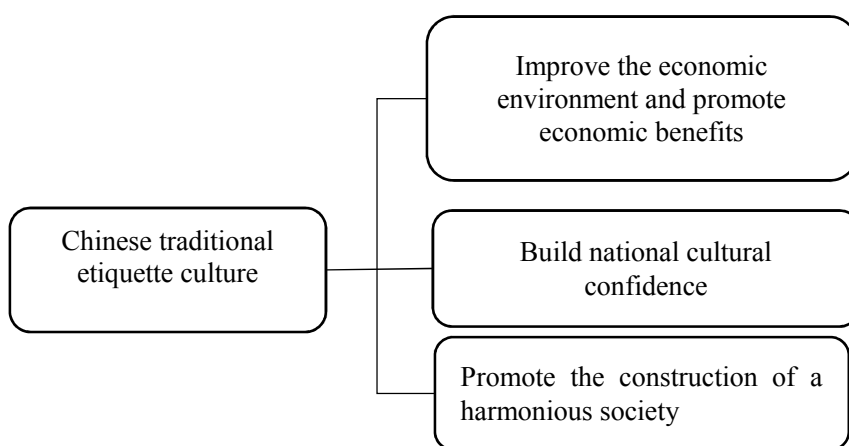 Improve the economic
environment and promote
economic benefits
Chinese traditional
etiquette culture
Build national cultural
confidence
Promote the construction of a
harmonious society